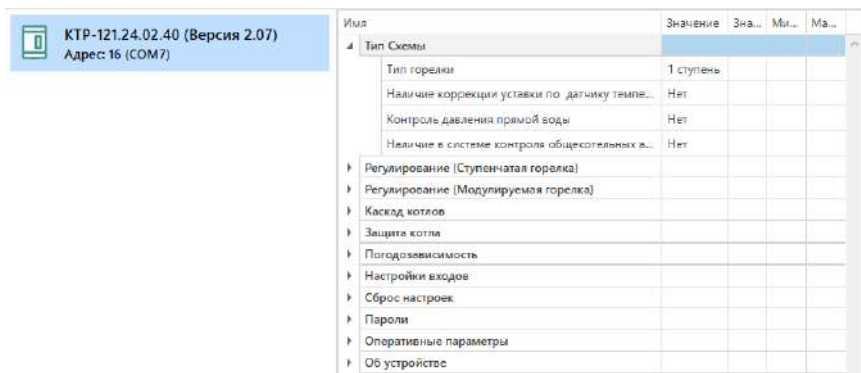 КТР-121.24.02.40 (Версия 2.07)
Адрес: 16 (COM7)
Имя Значение Зна... Ми... Ма...
Тип Схемы
Тип горелки 1 ступень
Наличие коррекции уставки по датчику темпе... Нет
Контроль давления прямой воды Нет
Наличие в системе контроля общекотельных а... Нет
Регулирование (Ступенчатая горелка)
Регулирование (Модулируемая горелка)
Каскад котлов
Защита котла
Погодозависимость
Настройки входов
Сброс настроек
Пароли
Оперативные параметры
Об устройстве